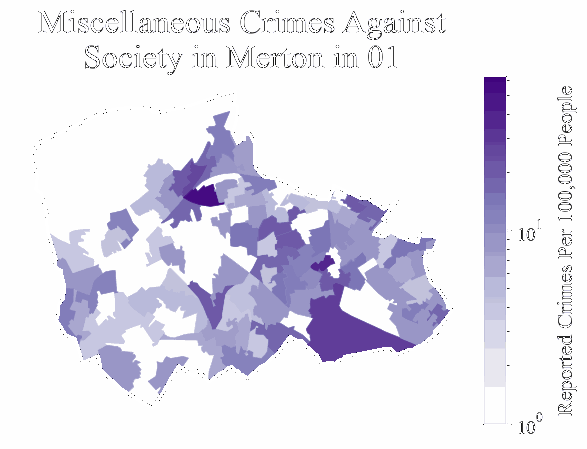 Miscellaneous Crimes Against
Society in Merton in 01
10¹
10⁰
Reported Crimes Per 100,000 People